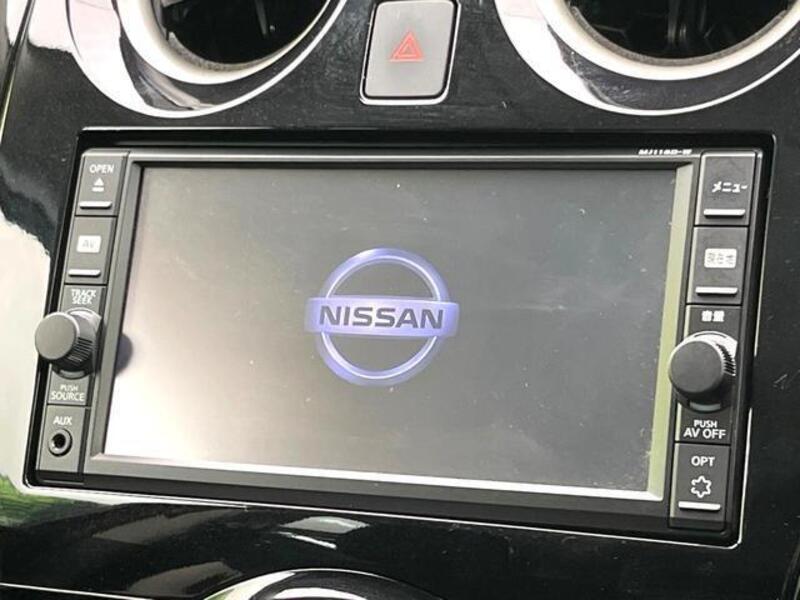 MJ118D-W
OPEN
AV
TRACK
SEEK
PUSH
SOURCE
AUX
NISSAN
メニュー
現在地
音量
PUSH
AV OFF
OPT